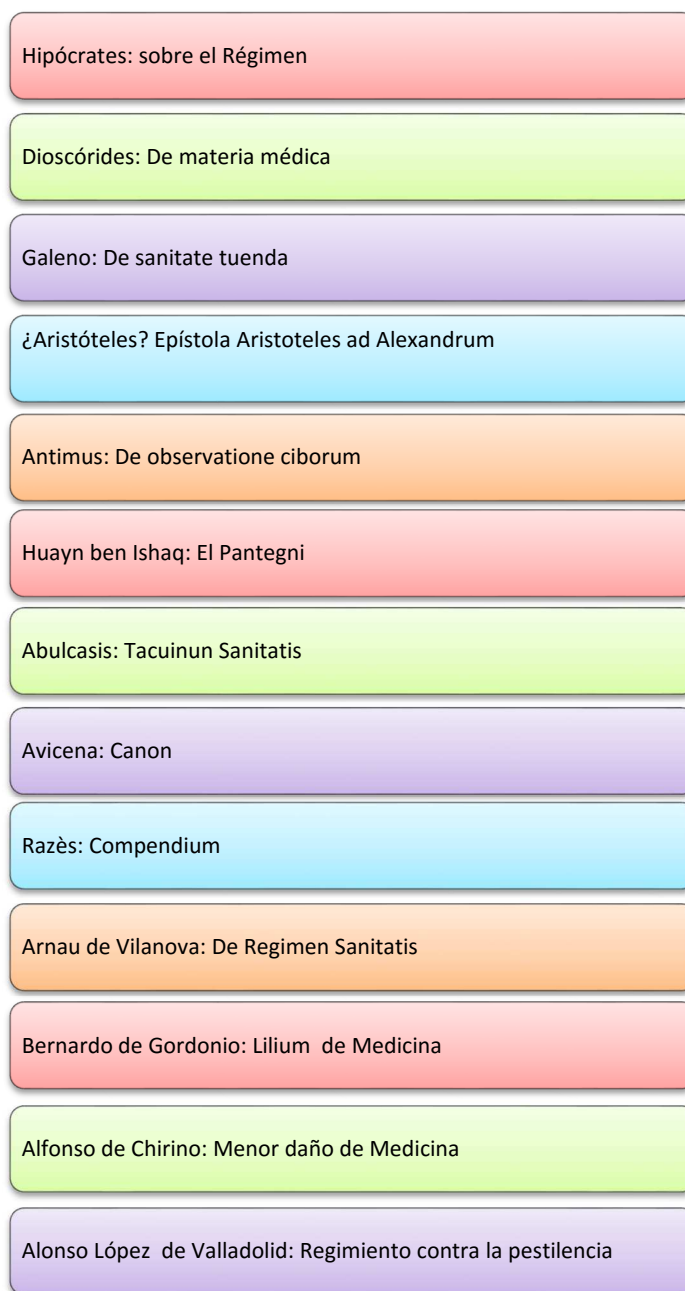 Hipócrates: sobre el Régimen
Dioscórides: De materia médica
Galeno: De sanitate tuenda
¿Aristóteles? Epístola Aristoteles ad Alexandrum
Antimus: De observatione ciborum
Huayn ben Ishaq: El Pantegni
Abulcasis: Tacuinun Sanitatis
Avicena: Canon
Razès: Compendium
Arnau de Vilanova: De Regimen Sanitatis
Bernardo de Gordonio: Lilium  de Medicina
Alfonso de Chirino: Menor daño de Medicina
Alonso López  de Valladolid: Regimiento contra la pestilencia